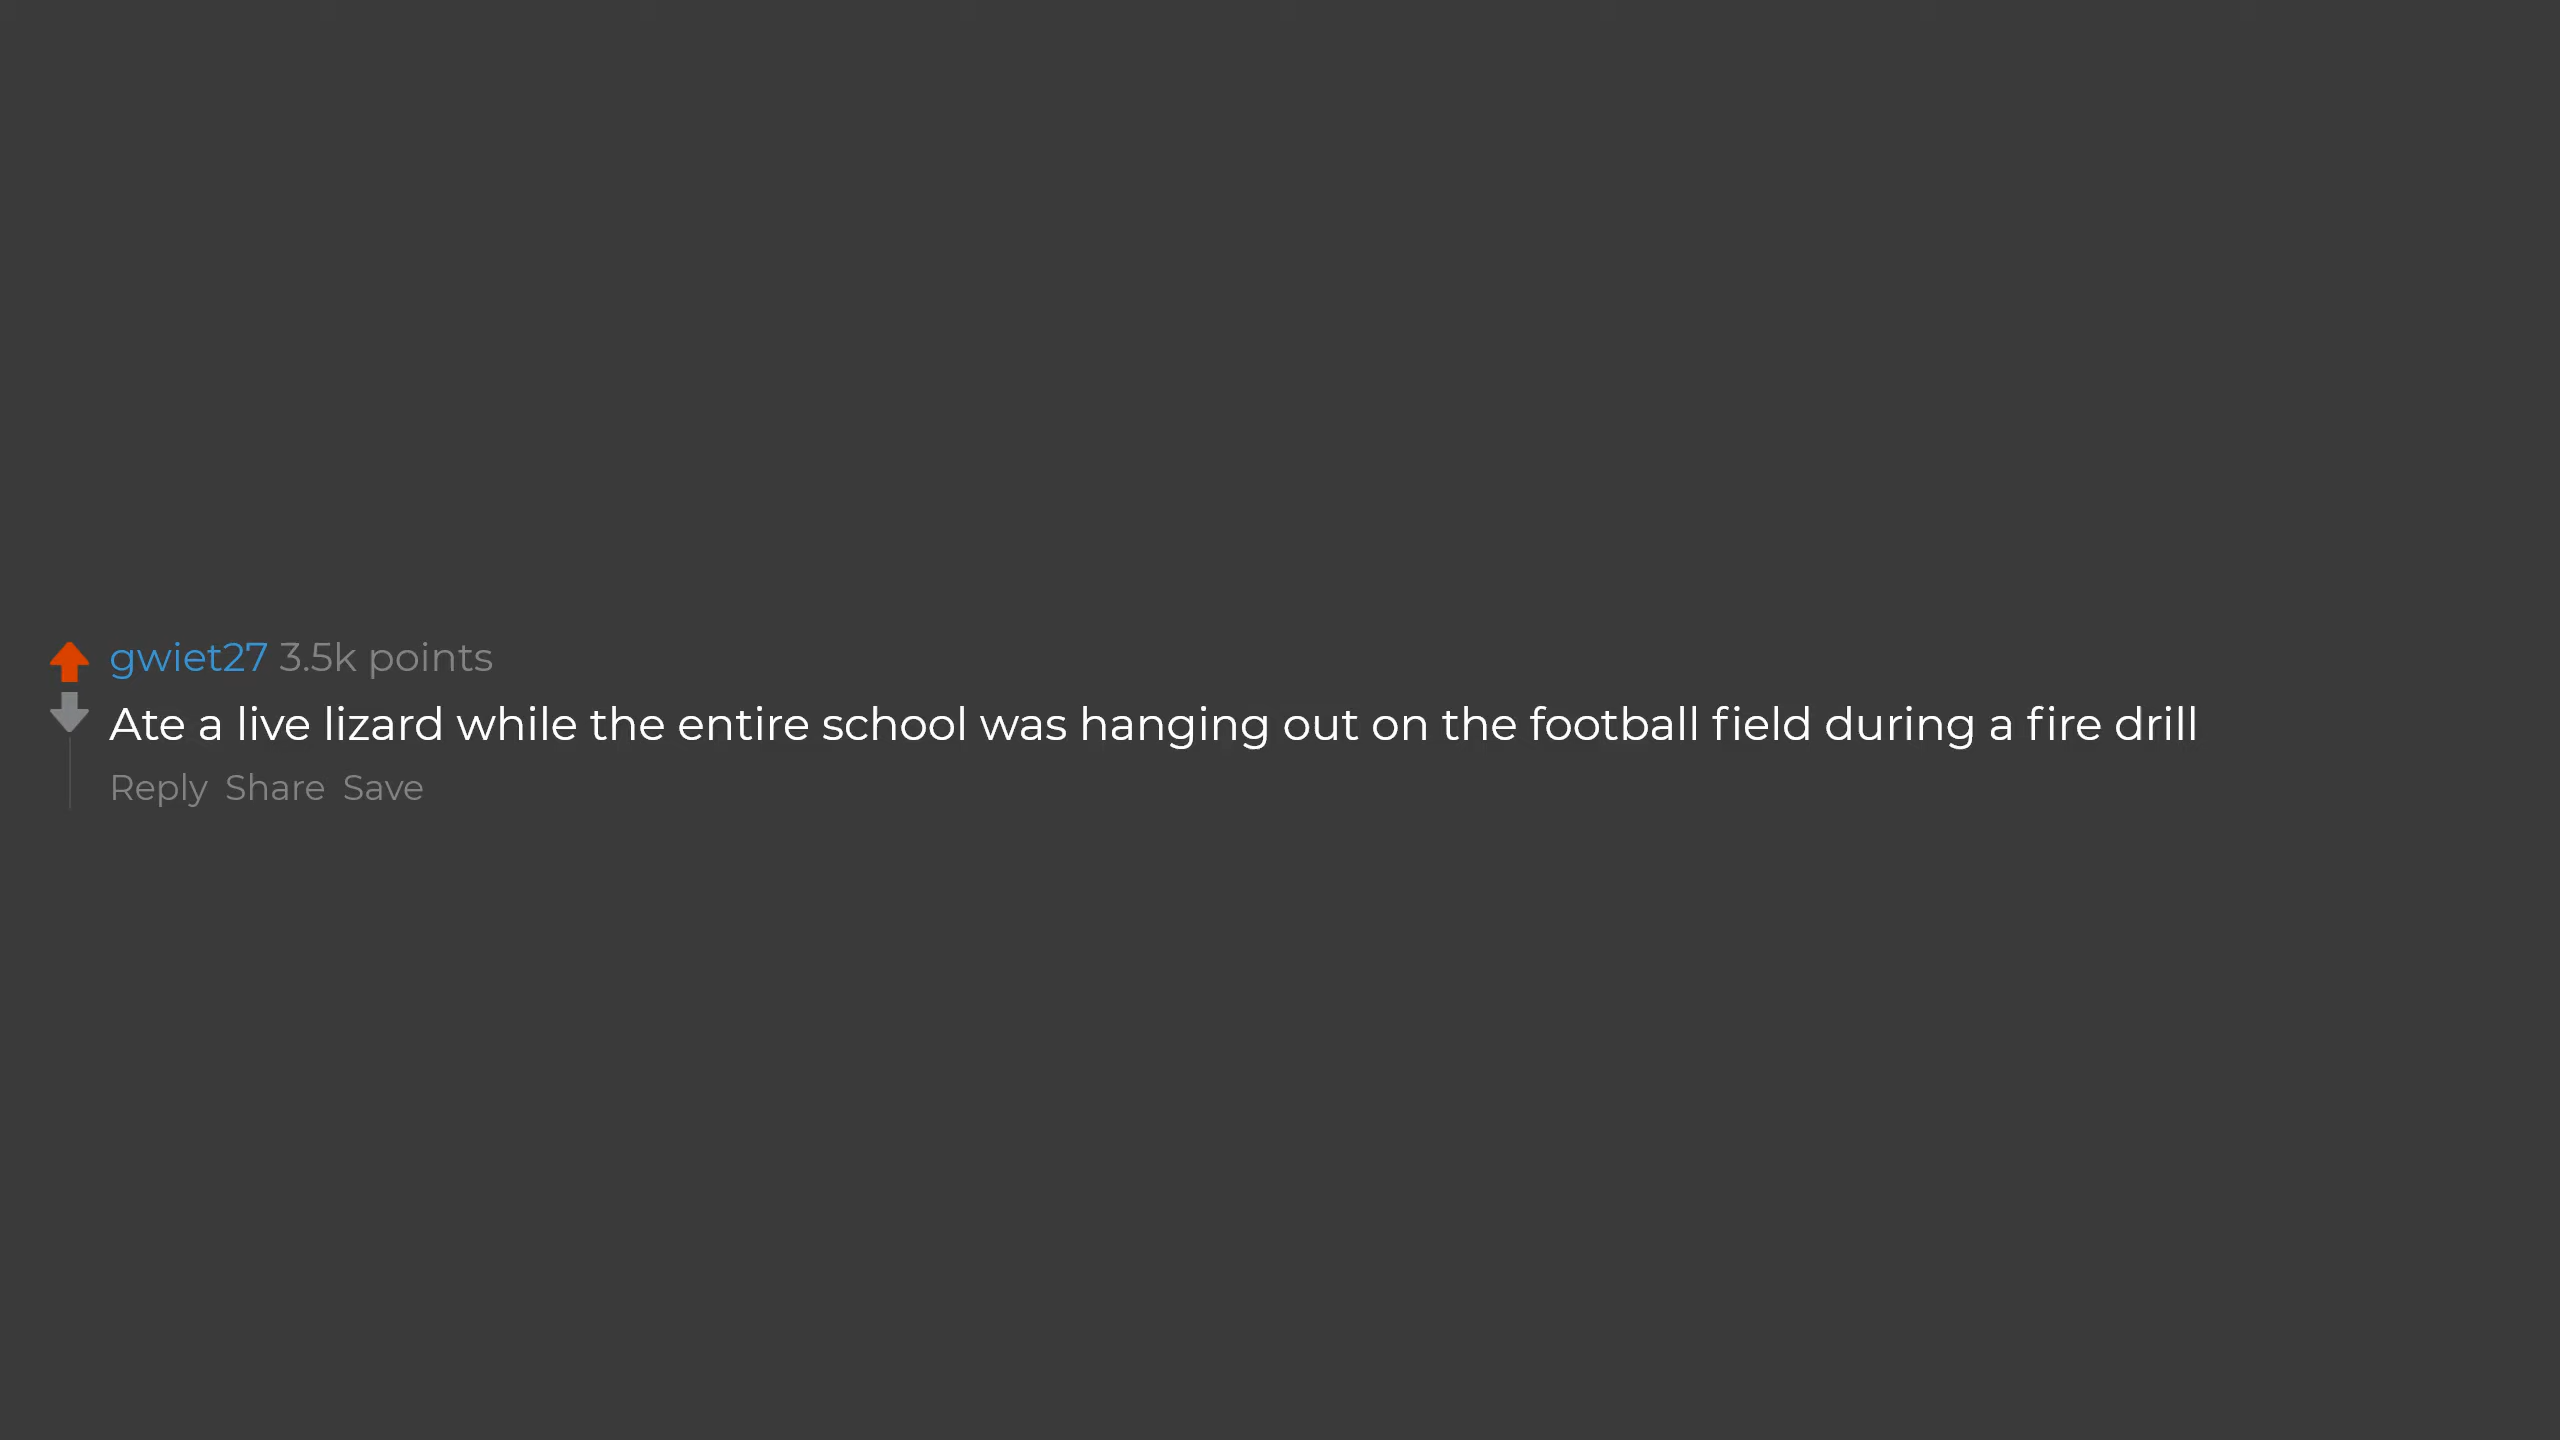 gwiet27 3.5k points
Ate a live lizard while the entire school was hanging out on the football field during a fire drill
Reply Share Save